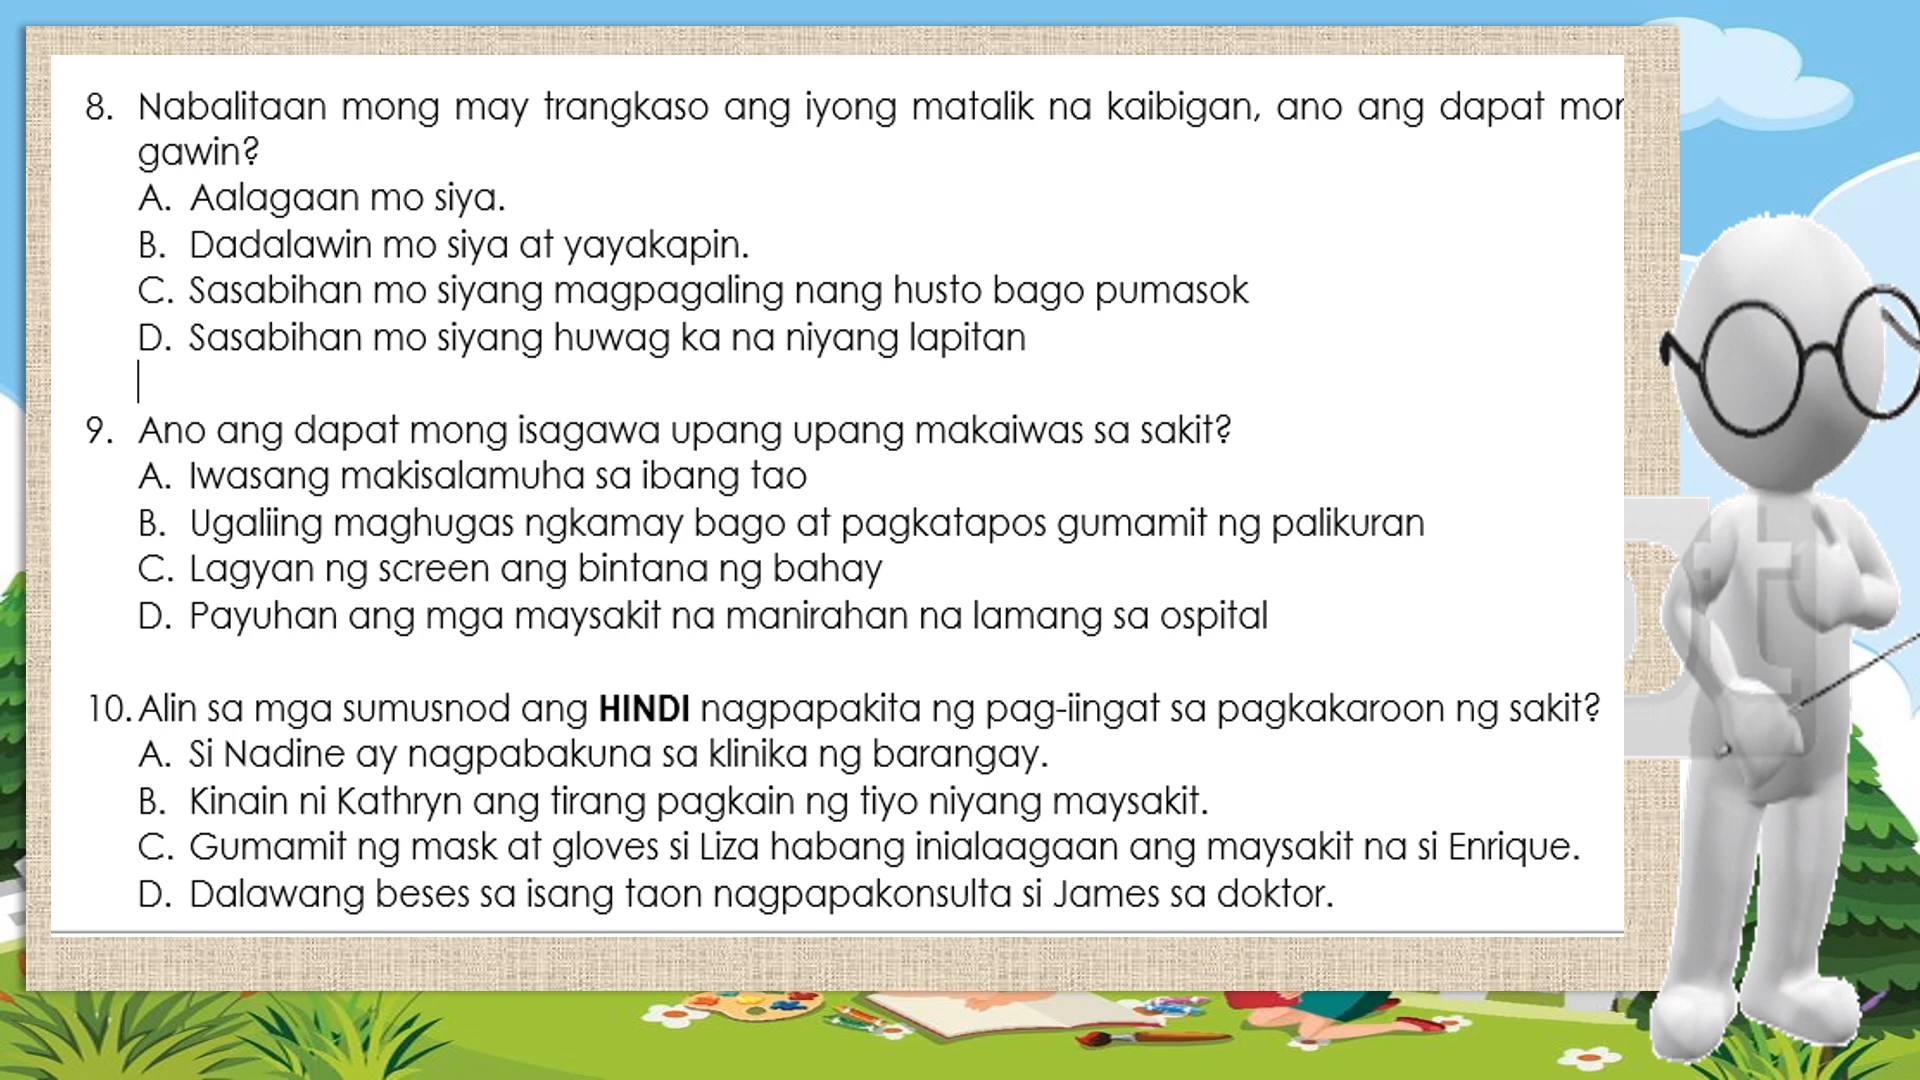 8. Nabalitaan mong may trangkaso ang iyong matalik na kaibigan, ano ang dapat mon
gawin?
A. Aalagaan mo siya.
B. Dadalawin mo siya at yayakapin.
C. Sasabihan mo siyang magpagaling nang husto bago pumasok
D. Sasabihan mo siyang huwag ka na niyang lapitan
9. Ano ang dapat mong isagawa upang upang makaiwas sa sakit?
A. Iwasang makisalamuha sa ibang tao
B. Ugaliing maghugas ngkamay bago at pagkatapos gumamit ng palikuran
C. Lagyan ng screen ang bintana ng bahay
D. Payuhan ang mga maysakit na manirahan na lamang sa ospital
10. Alin sa mga sumusnod ang HINDI nagpapakita ng pag-iingat sa pagkakaroon ng sakit?
A. Si Nadine ay nagpabakuna sa klinika ng barangay.
B. Kinain ni Kathryn ang tirang pagkain ng tiyo niyang maysakit.
C. Gumamit ng mask at gloves si Liza habang inialaagaan ang maysakit na si Enrique.
D. Dalawang beses sa isang taon nagpapakonsulta si James sa doktor.